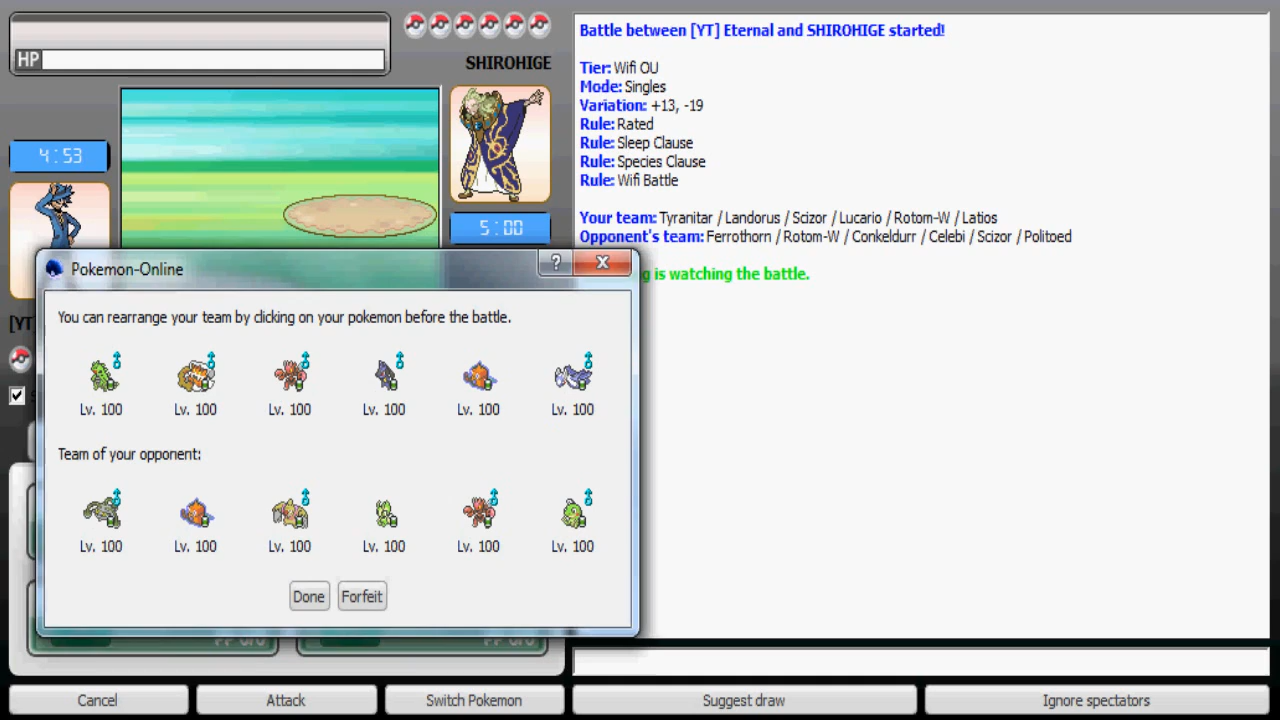 HP
SHIROHIGE
4:53
5:00
[YT]
Battle between [YT] Eternal and SHIROHIGE started!
Tier: Wifi OU
Mode: Singles
Variation: +13, -19
Rule: Rated
Rule: Sleep Clause
Rule: Species Clause
Rule: Wifi Battle
Your team: Tyranitar / Landorus / Scizor / Lucario / Rotom-W / Latios
Opponent's team: Ferrothorn / Rotom-W / Conkeldurr / Celebi / Scizor / Politoed
is watching the battle.
Pokemon-Online
?
X
You can rearrange your team by clicking on your pokemon before the battle.
Lv. 100 Lv. 100 Lv. 100 Lv. 100 Lv. 100 Lv. 100
Team of your opponent:
Lv. 100 Lv. 100 Lv. 100 Lv. 100 Lv. 100 Lv. 100
Done Forfeit
Cancel Attack Switch Pokemon Suggest draw Ignore spectators